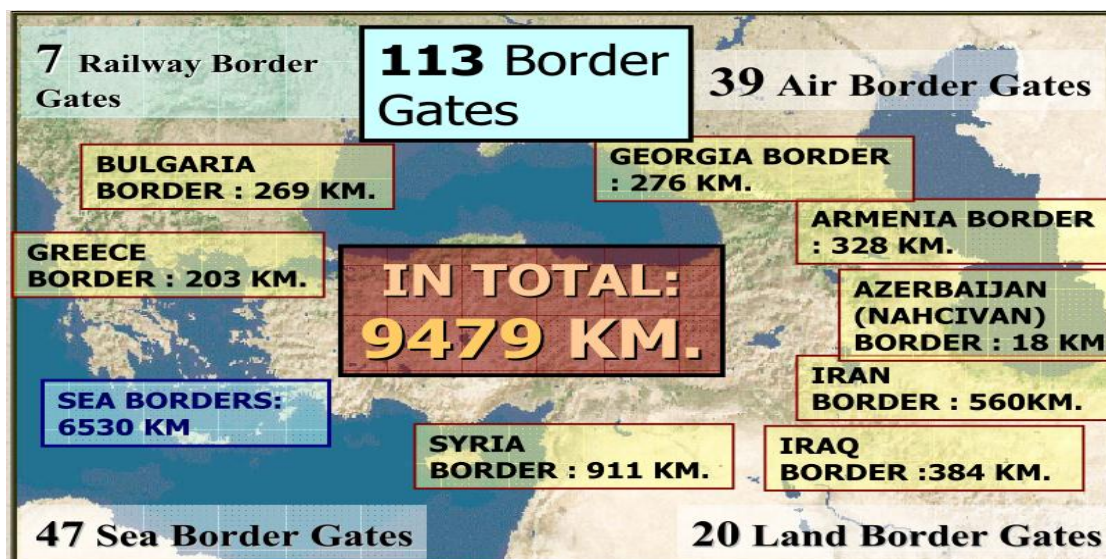 7 Railway Border
Gates
113 Border
Gates
39 Air Border Gates
BULGARIA
BORDER : 269 KM.
GEORGIA BORDER
: 276 KM.
ARMENIA BORDER
: 328 KM.
GREECE
BORDER : 203 KM.
IN TOTAL:
9479 KM.
AZERBAIJAN
(NAHCIVAN)
BORDER : 18 KM
IRAN
BORDER : 560KM.
SEA BORDERS:
6530 KM
SYRIA
BORDER : 911 KM.
IRAQ
BORDER :384 KM.
47 Sea Border Gates
20 Land Border Gates